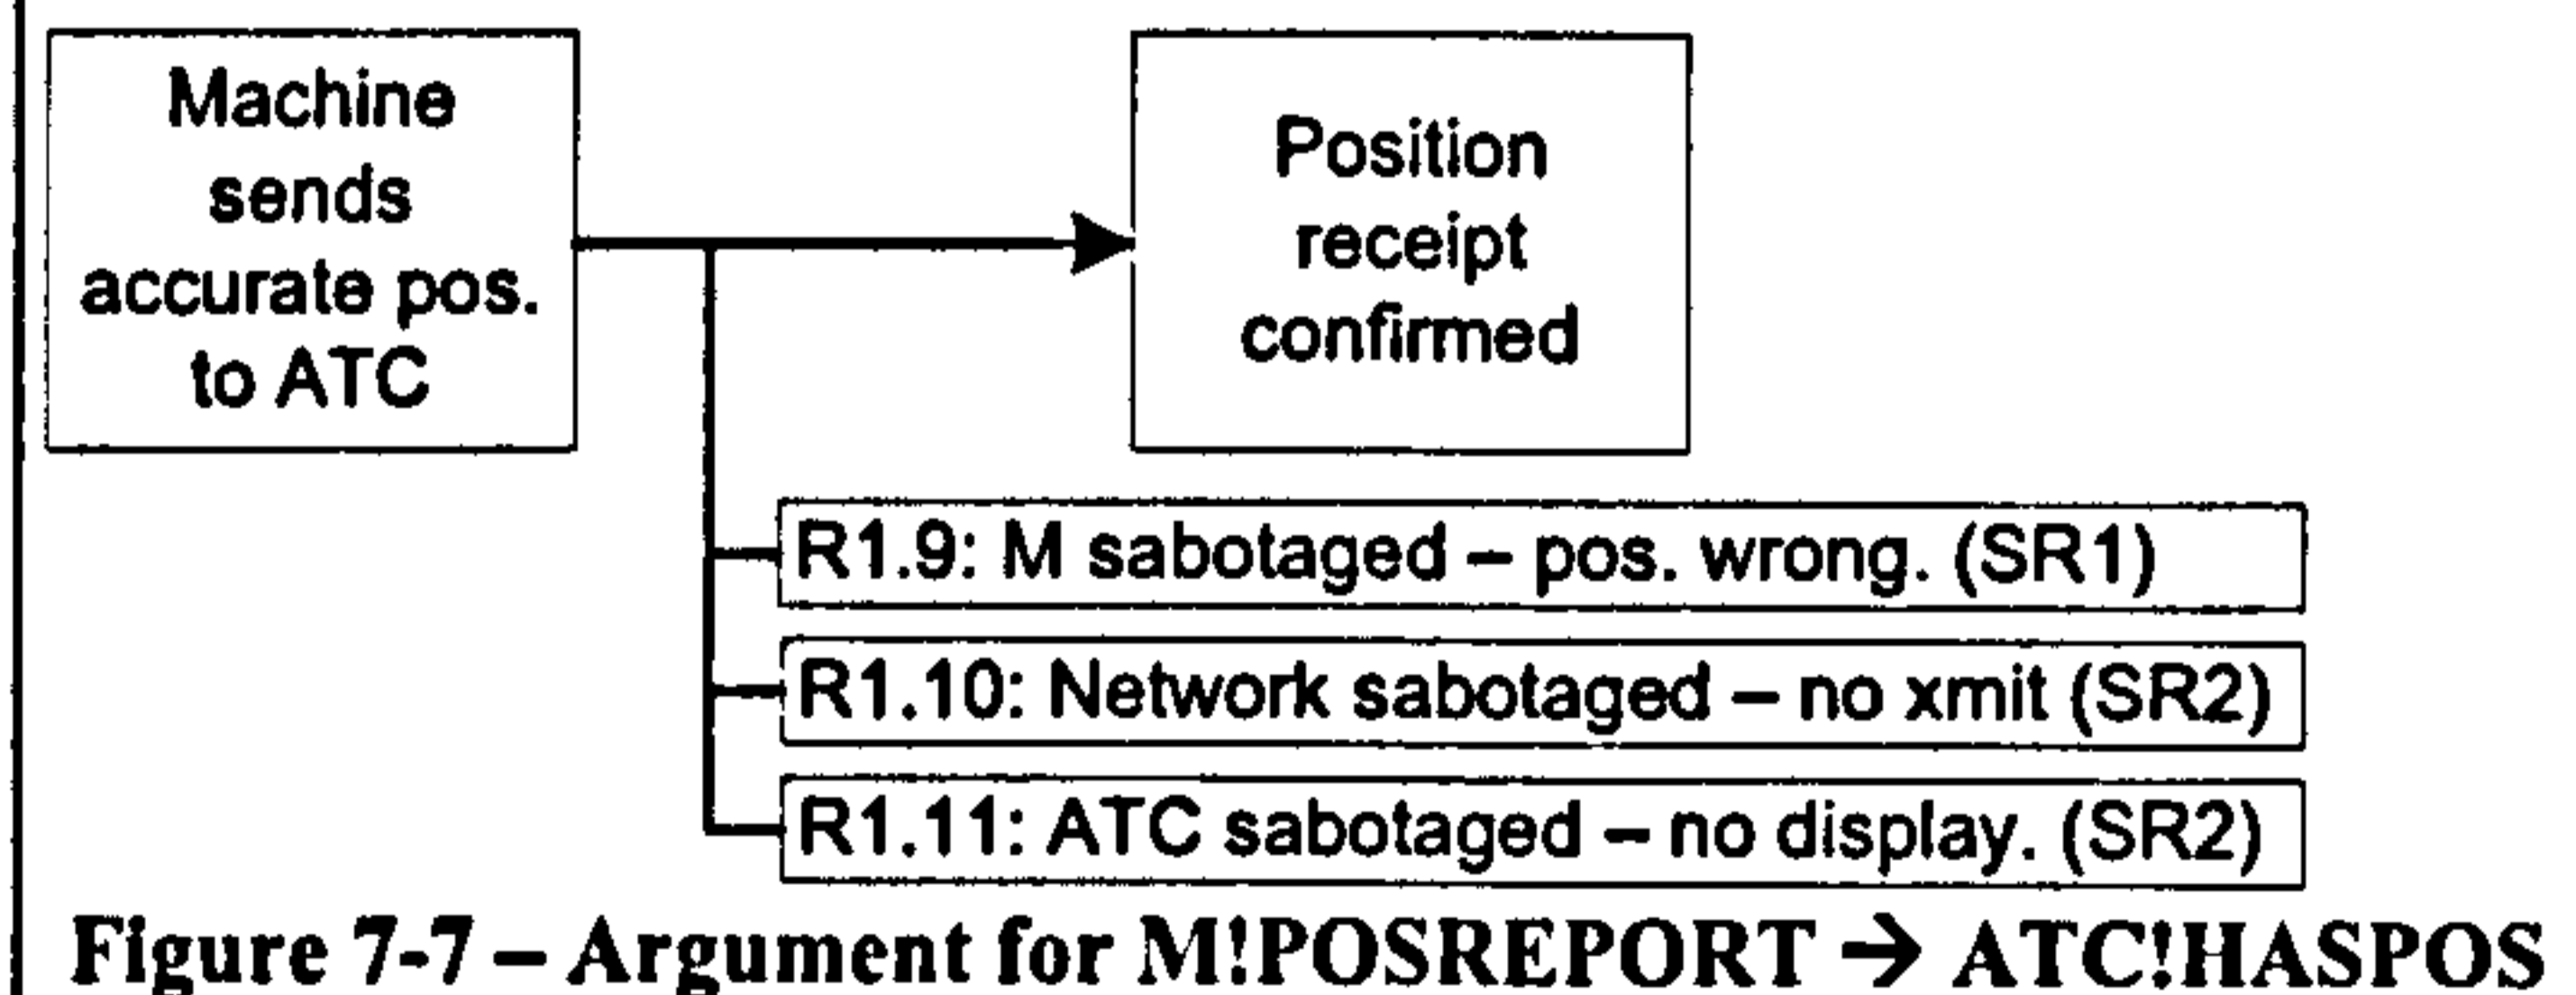 Machine
sends
accurate pos.
to ATC
Position
receipt
confirmed
R1.9: M sabotaged – pos. wrong. (SR1)
R1.10: Network sabotaged – no xmit (SR2)
R1.11: ATC sabotaged – no display. (SR2)
Figure 7-7 – Argument for M!POSREPORT → ATC!HASPOS